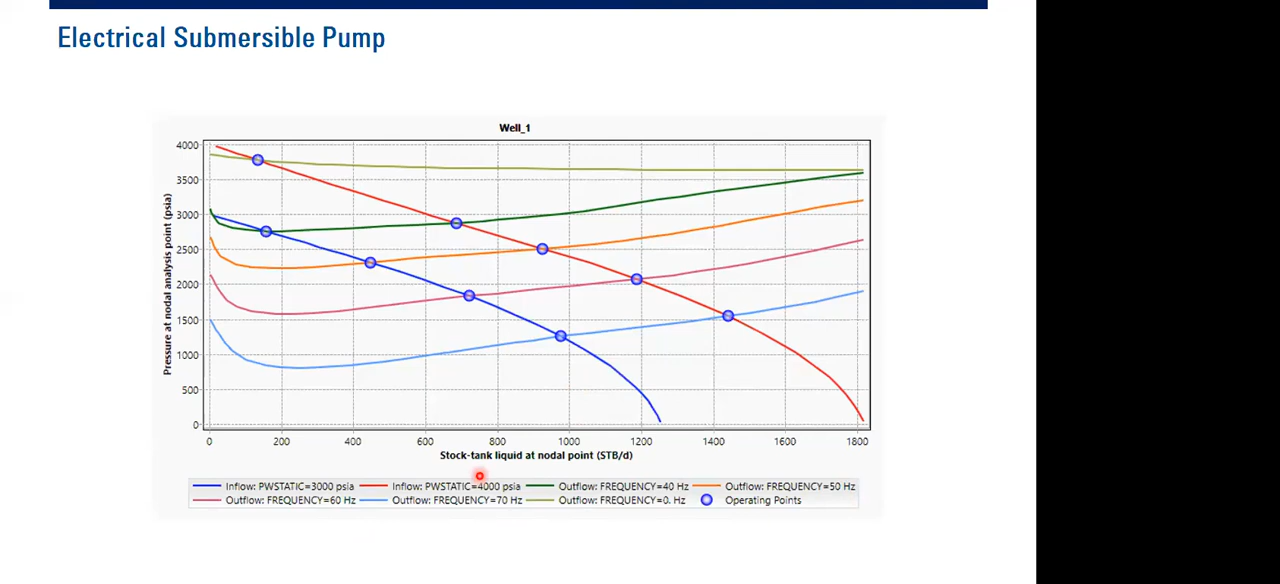 Electrical Submersible Pump
Well_1
Pressure at nodal analysis point (psia)
4000
3500
3000
2500
2000
1500
1000
500
0
0 200 400 600 800 1000 1200 1400 1600 1800
Stock-tank liquid at nodal point (STB/d)
Inflow: PWSTATIC=3000 psia Inflow: PWSTATIC=4000 psia Outflow: FREQUENCY=40 Hz Outflow: FREQUENCY=50 Hz
Outflow: FREQUENCY=60 Hz Outflow: FREQUENCY=70 Hz Outflow: FREQUENCY=0. Hz Operating Points